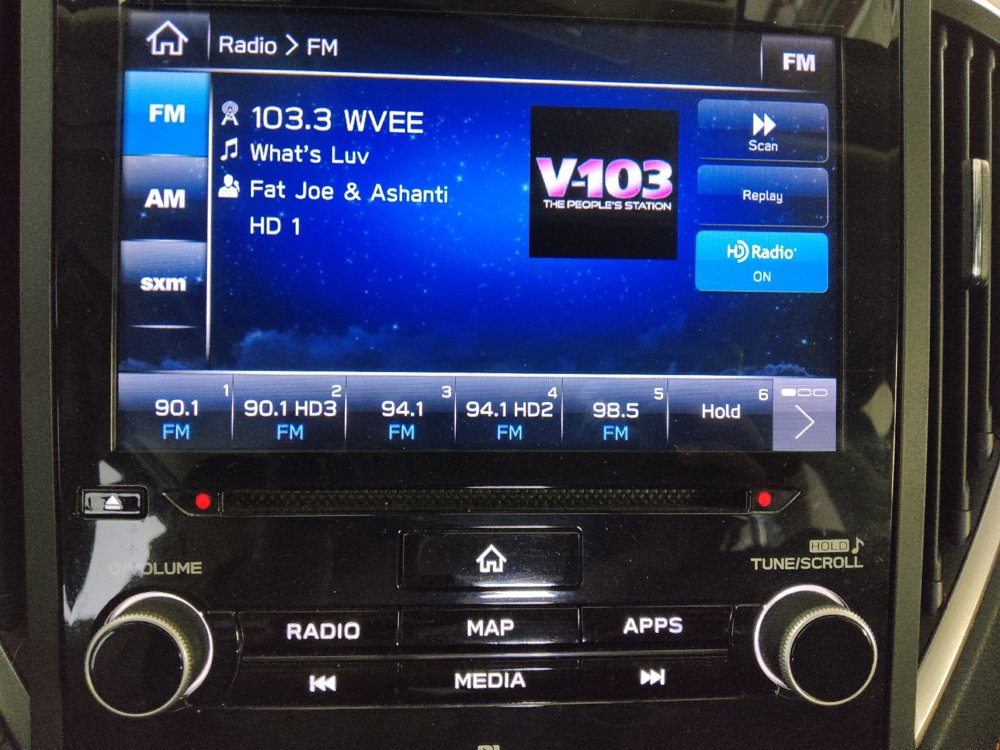 Radio > FM
FM
FM
AM
sxm
103.3 WVEE
What's Luv
Fat Joe & Ashanti
HD 1
V-103
THE PEOPLE'S STATION
Scan
Replay
HD Radio
ON
1
90.1
FM
2
90.1 HD3
FM
3
94.1
FM
4
94.1 HD2
FM
5
98.5
FM
6
Hold
VOLUME
HOLD
TUNE/SCROLL
RADIO
MAP
APPS
MEDIA